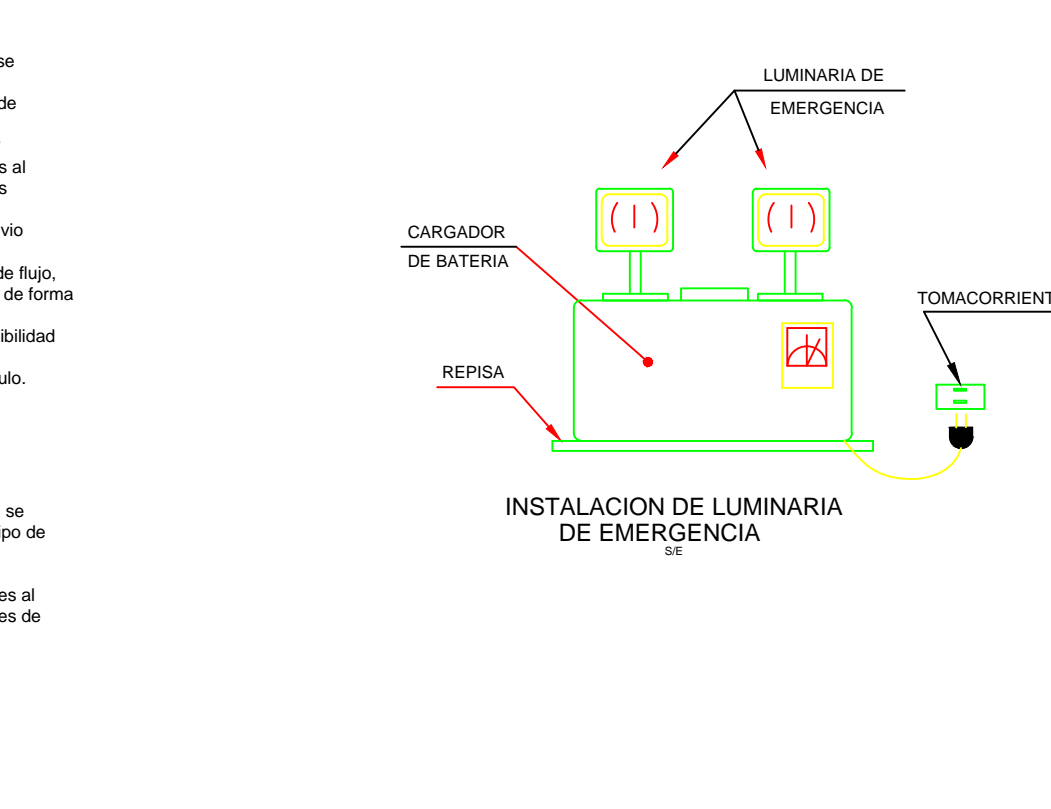 se
de
s al
s
vio
de flujo,
de forma
ibilidad
ulo.
se
ipo de
es al
es de
LUMINARIA DE
EMERGENCIA
CARGADOR
DE BATERIA
REPISA
TOMACORRIENT
INSTALACION DE LUMINARIA
DE EMERGENCIA
S/E